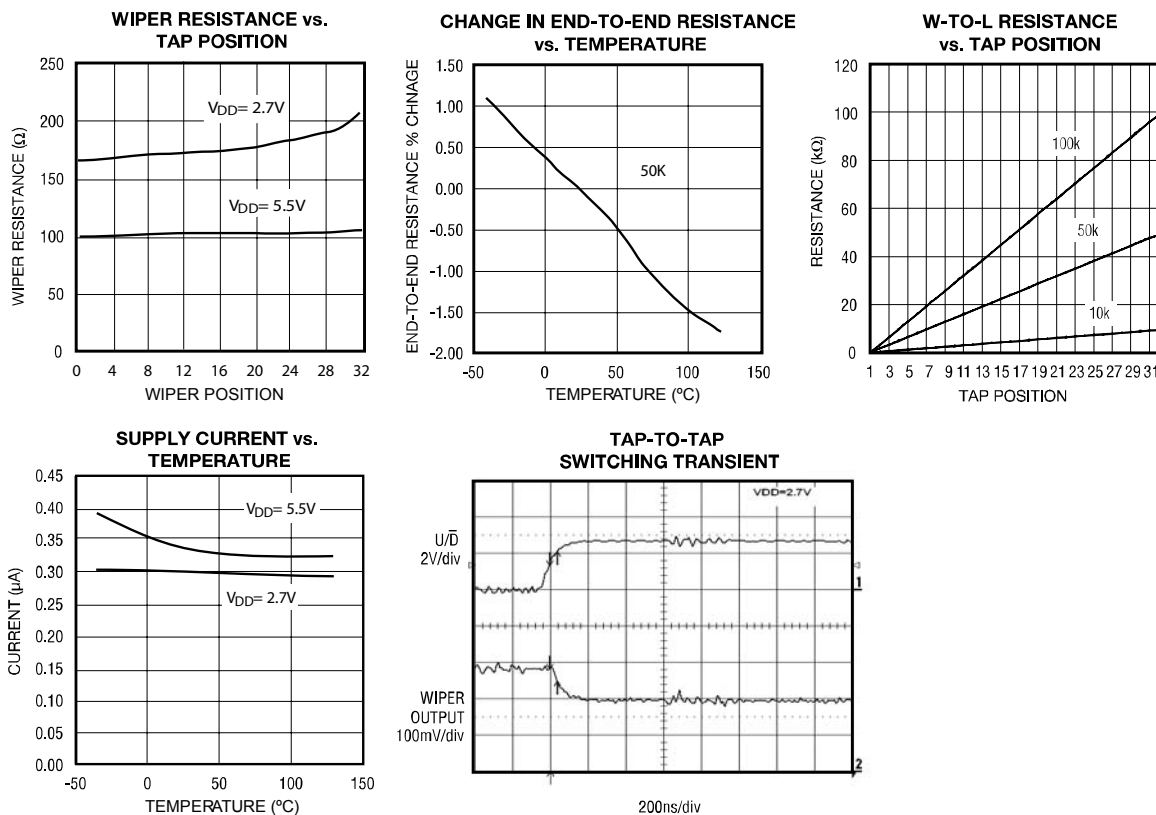 WIPER RESISTANCE vs.
TAP POSITION
250
200
150
100
50
0
WIPER RESISTANCE (Ω)
VDD= 2.7V
VDD= 5.5V
0 4 8 12 16 20 24 28 32
WIPER POSITION
CHANGE IN END-TO-END RESISTANCE
vs. TEMPERATURE
1.50
1.00
0.50
0.00
-0.50
-1.00
-1.50
-2.00
END-TO-END RESISTANCE % CHNAGE
50K
-50 0 50 100 150
TEMPERATURE (ºC)
W-TO-L RESISTANCE
vs. TAP POSITION
120
100
80
60
40
20
0
RESISTANCE (kΩ)
100k
50k
10k
1 3 5 7 9 11 13 15 17 19 21 23 25 27 29 31
TAP POSITION
SUPPLY CURRENT vs.
TEMPERATURE
0.45
0.40
0.35
0.30
0.25
0.20
0.15
0.10
0.05
0.00
CURRENT (µA)
VDD= 5.5V
VDD= 2.7V
-50 0 50 100 150
TEMPERATURE (ºC)
TAP-TO-TAP
SWITCHING TRANSIENT
VDD=2.7V
U/D̅
2V/div
1
WIPER
OUTPUT
100mV/div
2
200ns/div